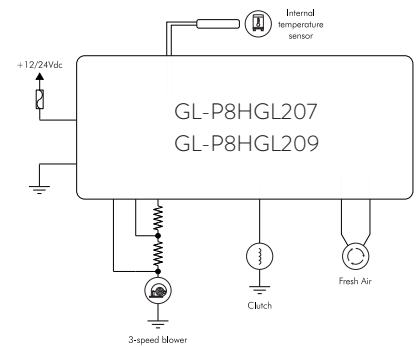 Internal
temperature
sensor
+12/24Vdc
GL-P8HGL207
GL-P8HGL209
Fresh Air
Clutch
3-speed blower